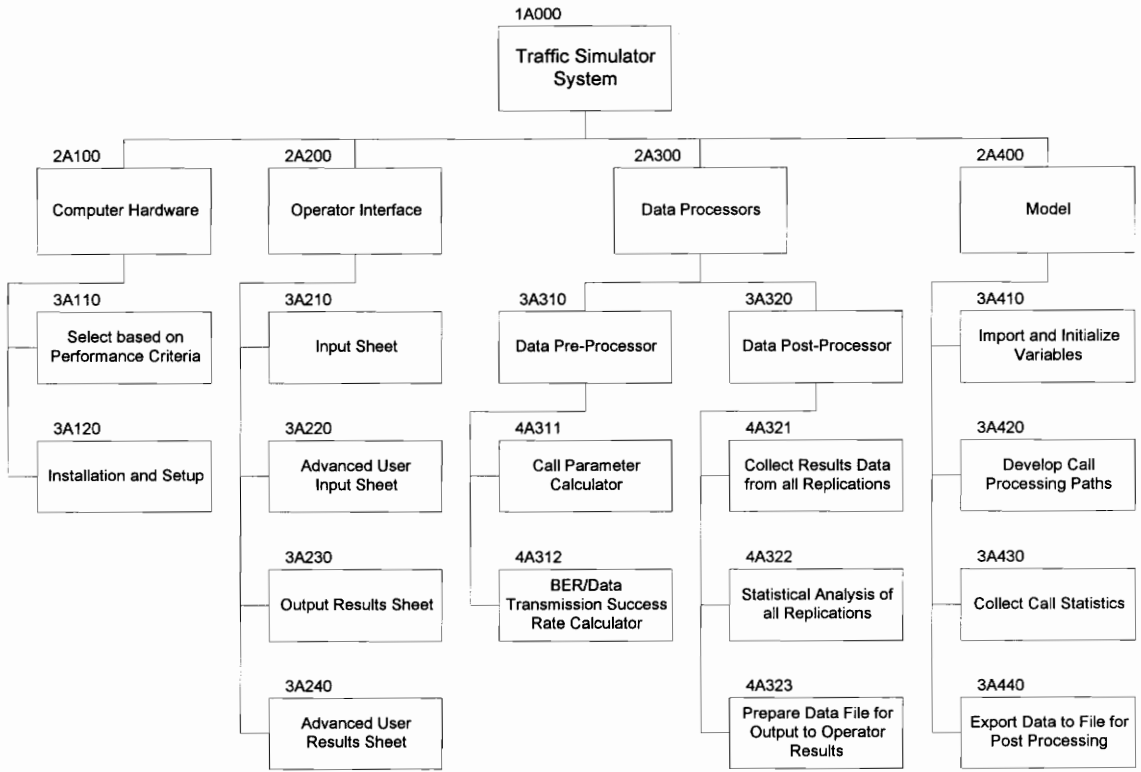 1A000
Traffic Simulator
System
2A100
2A200
2A300
2A400
Computer Hardware
Operator Interface
Data Processors
Model
3A110
3A210
3A310
3A320
3A410
Select based on
Performance Criteria
Input Sheet
Data Pre-Processor
Data Post-Processor
Import and Initialize
Variables
3A120
3A220
4A311
4A321
3A420
Installation and Setup
Advanced User
Input Sheet
Call Parameter
Calculator
Collect Results Data
from all Replications
Develop Call
Processing Paths
3A230
4A312
4A322
3A430
Output Results Sheet
BER/Data
Transmission Success
Rate Calculator
Statistical Analysis of
all Replications
Collect Call Statistics
3A240
4A323
3A440
Advanced User
Results Sheet
Prepare Data File for
Output to Operator
Results
Export Data to File for
Post Processing